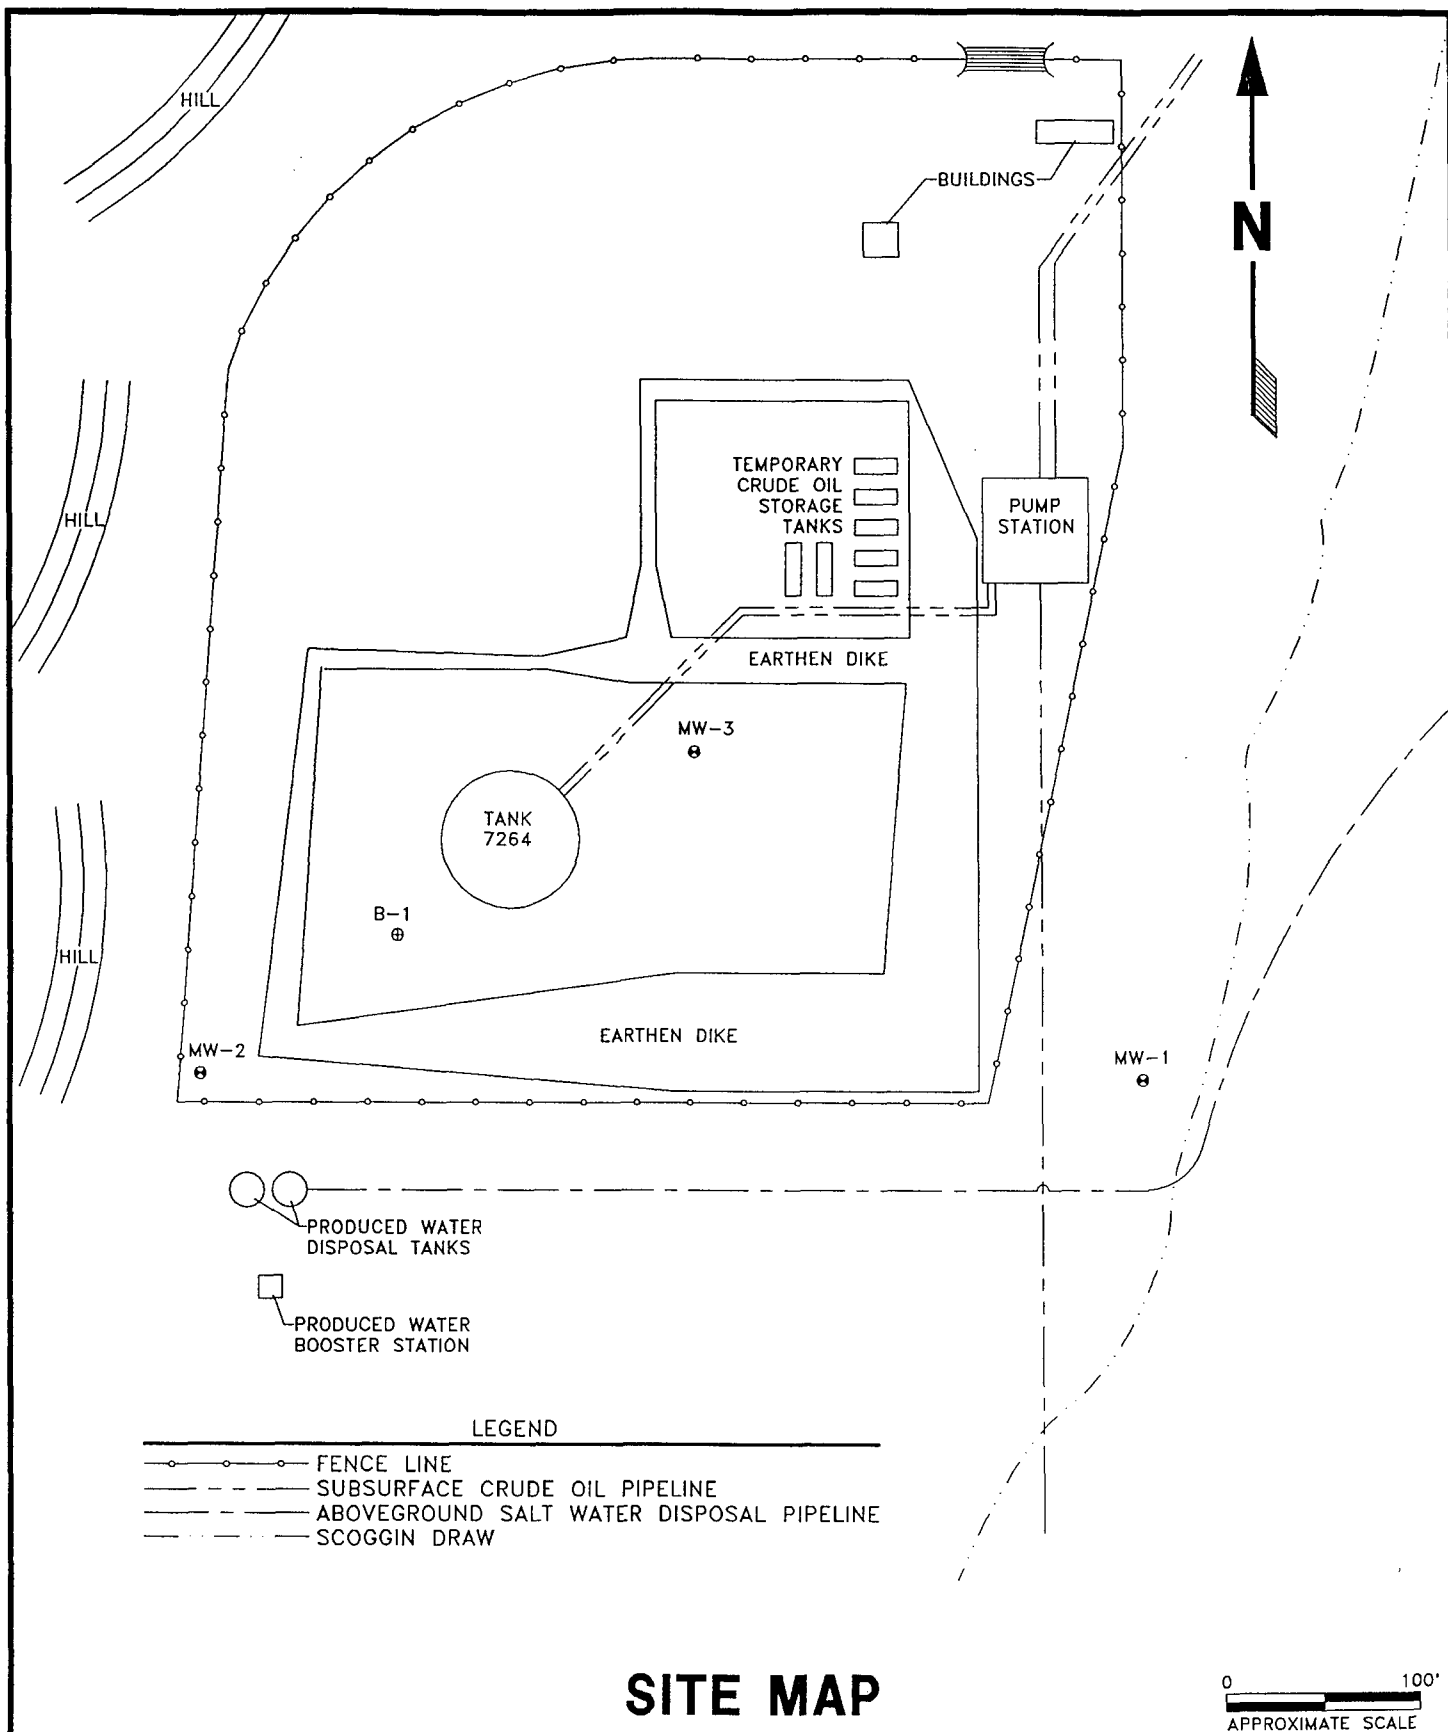 HILL
BUILDINGS
N
TEMPORARY
CRUDE OIL
STORAGE
TANKS
PUMP
STATION
HILL
EARTHEN DIKE
MW-3
TANK
7264
B-1
HILL
EARTHEN DIKE
MW-2
MW-1
PRODUCED WATER
DISPOSAL TANKS
PRODUCED WATER
BOOSTER STATION
LEGEND
FENCE LINE
SUBSURFACE CRUDE OIL PIPELINE
ABOVEGROUND SALT WATER DISPOSAL PIPELINE
SCOGGIN DRAW
SITE MAP
0 100'
APPROXIMATE SCALE